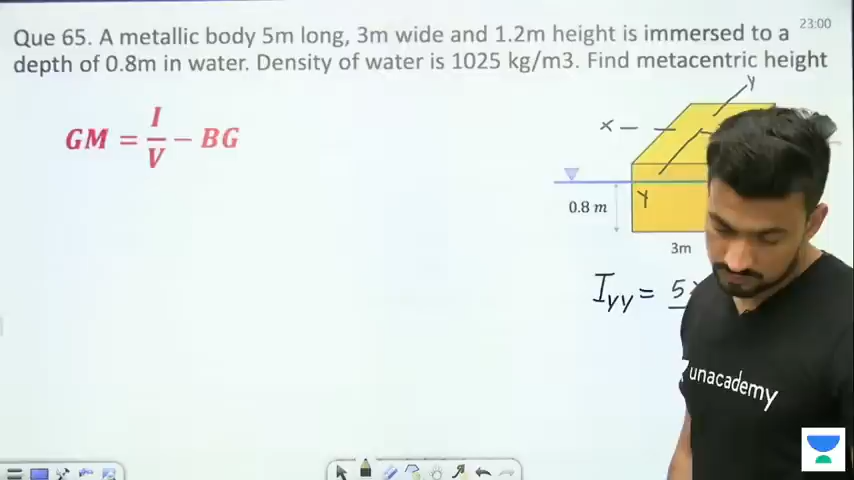 23:00
Que 65. A metallic body 5m long, 3m wide and 1.2m height is immersed to a
depth of 0.8m in water. Density of water is 1025 kg/m3. Find metacentric height
GM = I/V − BG
Y
X
Y
0.8 m
3m
Iyy = 5
unacademy